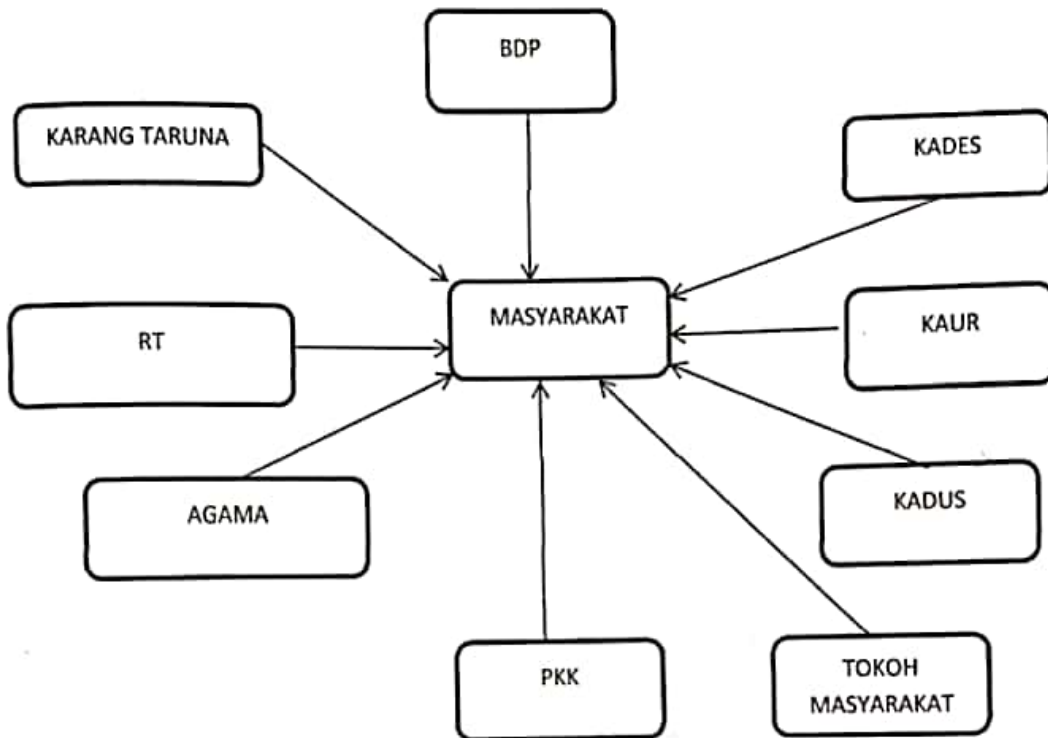 BDP
KARANG TARUNA
KADES
MASYARAKAT
RT
KAUR
AGAMA
KADUS
PKK
TOKOH
MASYARAKAT